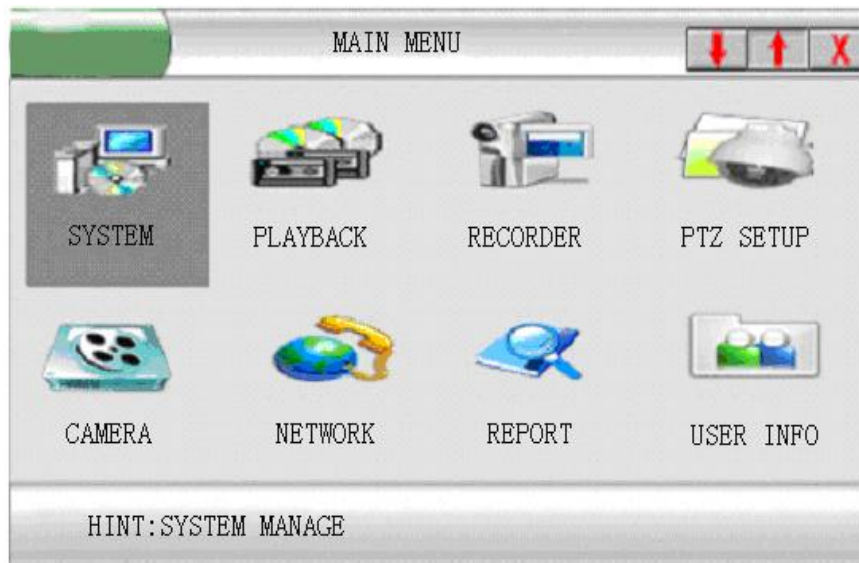 MAIN MENU
X
SYSTEM
PLAYBACK
RECORDER
PTZ SETUP
CAMERA
NETWORK
REPORT
USER INFO
HINT:SYSTEM MANAGE